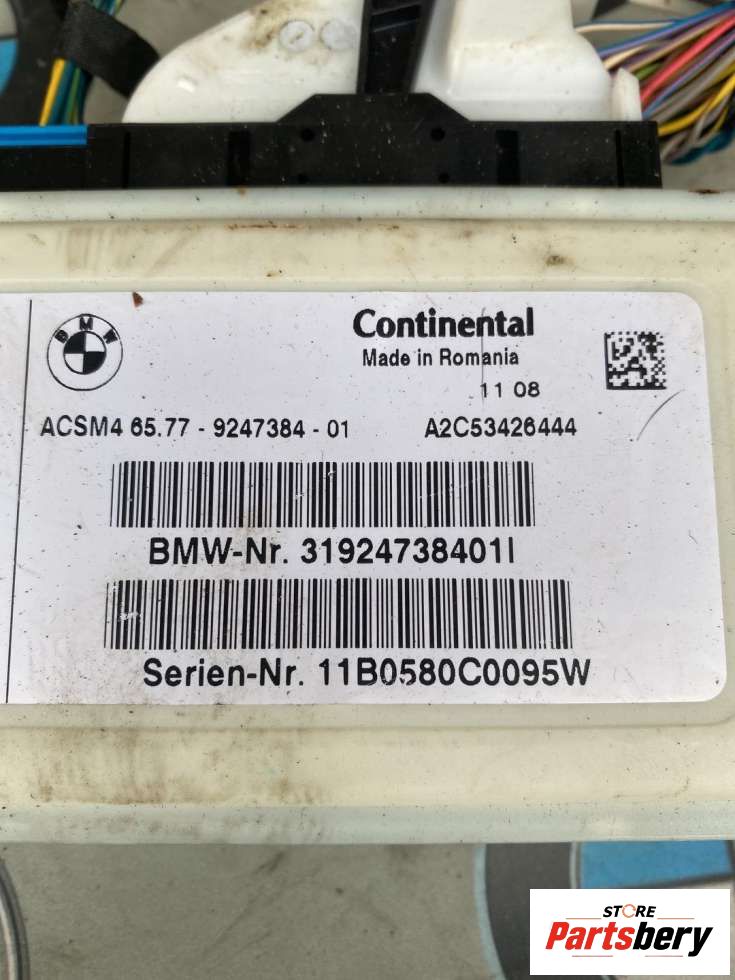 BMW
Continental
Made in Romania
11 08
ACSM4 65.77 - 9247384 - 01 A2C53426444
BMW-Nr. 31924738401I
Serien-Nr. 11B0580C0095W
STORE
Partsbery